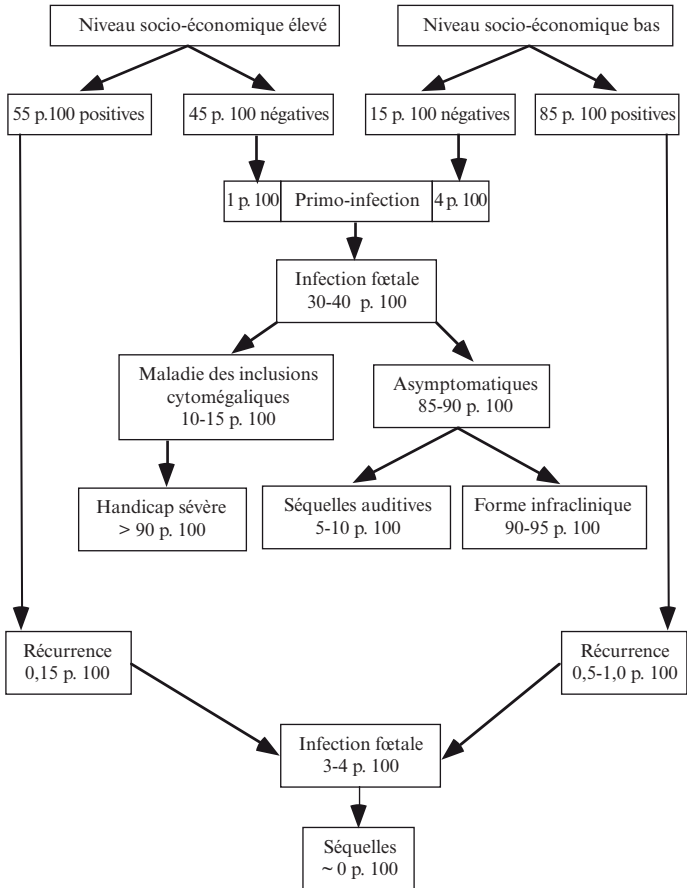 Niveau socio-économique élevé
Niveau socio-économique bas
55 p.100 positives
45 p. 100 négatives
15 p. 100 négatives
85 p. 100 positives
1 p. 100
Primo-infection
4 p. 100
Infection fœtale
30-40 p. 100
Maladie des inclusions
cytomégaliques
10-15 p. 100
Asymptomatiques
85-90 p. 100
Handicap sévère
> 90 p. 100
Séquelles auditives
5-10 p. 100
Forme infraclinique
90-95 p. 100
Récurrence
0,15 p. 100
Récurrence
0,5-1,0 p. 100
Infection fœtale
3-4 p. 100
Séquelles
~ 0 p. 100